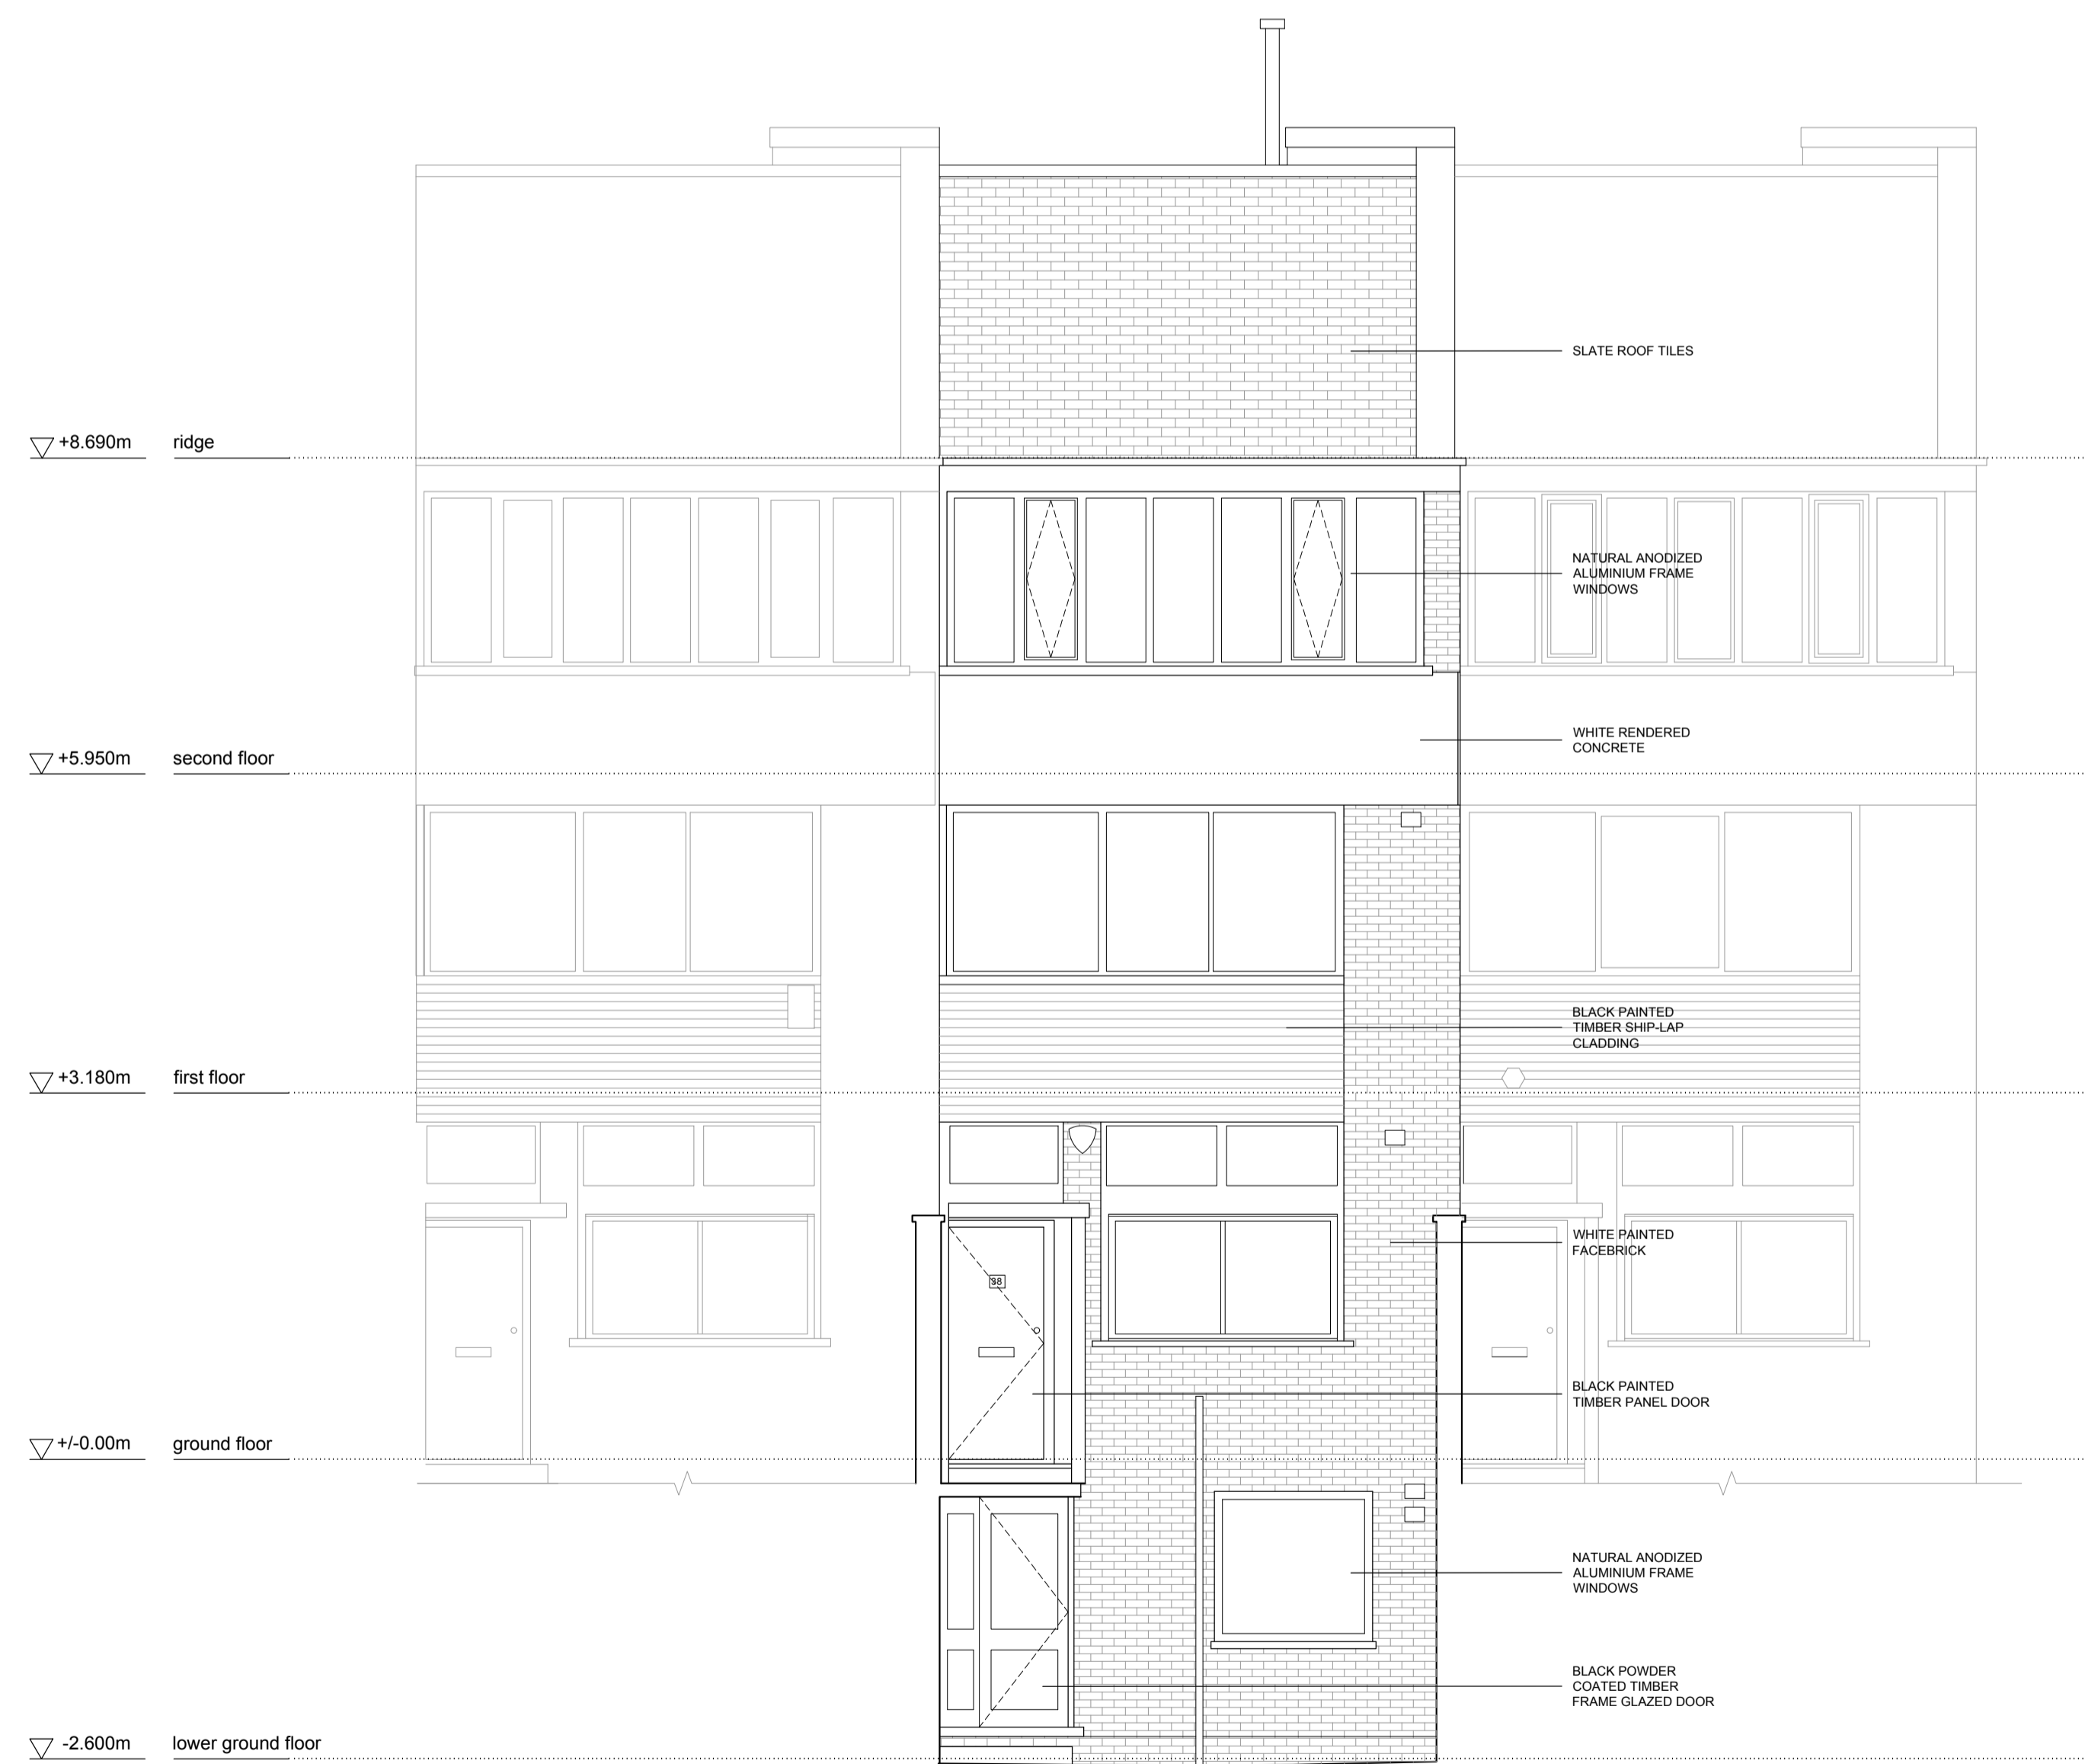 SLATE ROOF TILES
+8.690m ridge
NATURAL ANODIZED
ALUMINIUM FRAME
WINDOWS
WHITE RENDERED
CONCRETE
+5.950m second floor
BLACK PAINTED
TIMBER SHIP-LAP
CLADDING
+3.180m first floor
WHITE PAINTED
FACEBRICK
38
BLACK PAINTED
TIMBER PANEL DOOR
+/-0.00m ground floor
NATURAL ANODIZED
ALUMINIUM FRAME
WINDOWS
BLACK POWDER
COATED TIMBER
FRAME GLAZED DOOR
-2.600m lower ground floor